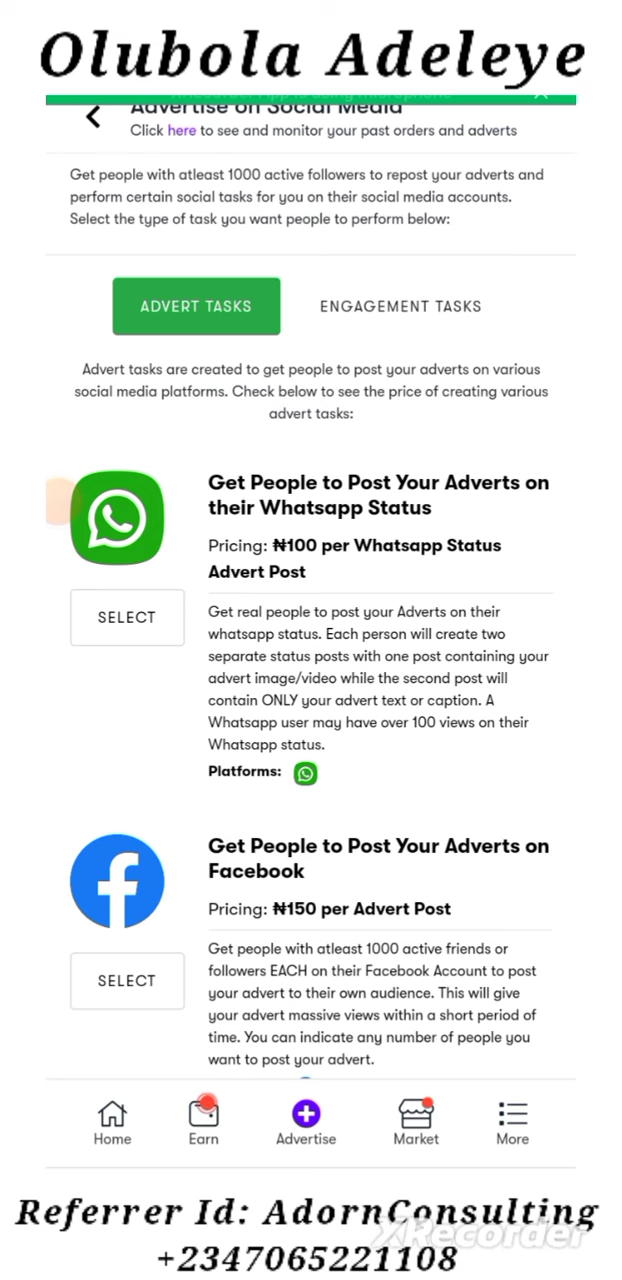 Olubola Adeleye
Advertise on Social Media
Click here to see and monitor your past orders and adverts
Get people with atleast 1000 active followers to repost your adverts and
perform certain social tasks for you on their social media accounts.
Select the type of task you want people to perform below:
ADVERT TASKS
ENGAGEMENT TASKS
Advert tasks are created to get people to post your adverts on various
social media platforms. Check below to see the price of creating various
advert tasks:
Get People to Post Your Adverts on
their Whatsapp Status
Pricing: ₦100 per Whatsapp Status
Advert Post
SELECT
Get real people to post your Adverts on their
whatsapp status. Each person will create two
separate status posts with one post containing your
advert image/video while the second post will
contain ONLY your advert text or caption. A
Whatsapp user may have over 100 views on their
Whatsapp status.
Platforms:
Get People to Post Your Adverts on
Facebook
Pricing: ₦150 per Advert Post
SELECT
Get people with atleast 1000 active friends or
followers EACH on their Facebook Account to post
your advert to their own audience. This will give
your advert massive views within a short period of
time. You can indicate any number of people you
want to post your advert.
Home
Earn
Advertise
Market
More
Referrer Id: AdornConsulting
XRecorder
+2347065221108